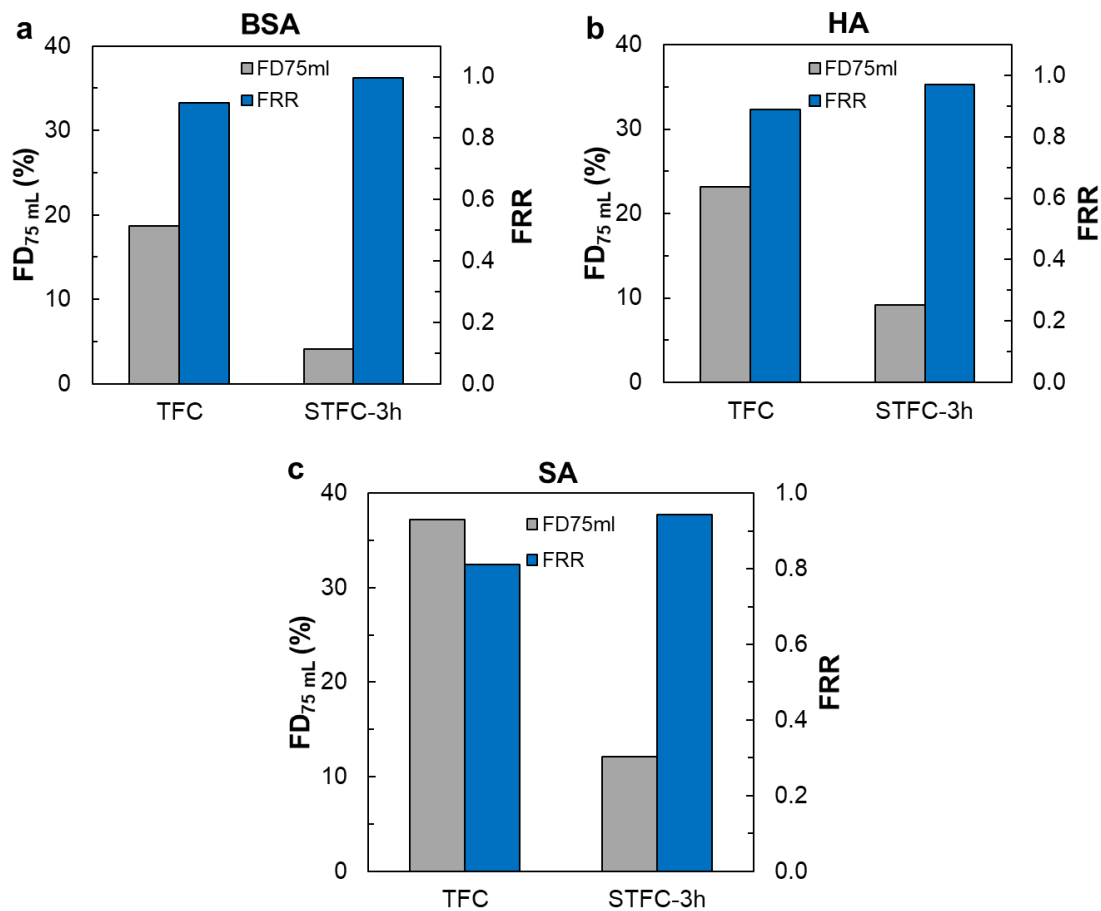 a
BSA
40
30
20
10
0
FD75 mL (%)
FD75ml
FRR
1.0
0.8
0.6
0.4
0.2
0.0
FRR
TFC
STFC-3h
b
HA
40
30
20
10
0
FD75 mL (%)
FD75ml
FRR
1.0
0.8
0.6
0.4
0.2
0.0
FRR
TFC
STFC-3h
c
SA
40
30
20
10
0
FD75 mL (%)
FD75ml
FRR
1.0
0.8
0.6
0.4
0.2
0.0
FRR
TFC
STFC-3h